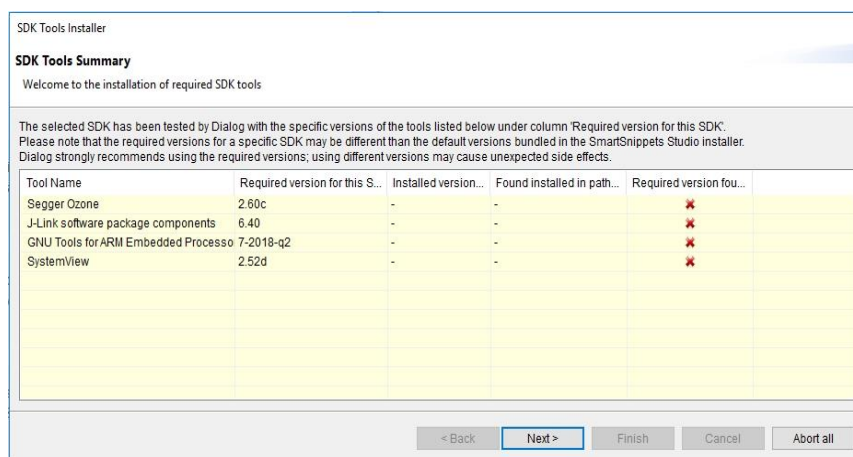 SDK Tools Installer
SDK Tools Summary
Welcome to the installation of required SDK tools
The selected SDK has been tested by Dialog with the specific versions of the tools listed below under column 'Required version for this SDK'.
Please note that the required versions for a specific SDK may be different than the default versions bundled in the SmartSnippets Studio installer.
Dialog strongly recommends using the required versions; using different versions may cause unexpected side effects.
Tool Name Required version for this S... Installed version... Found installed in path... Required version fou...
Segger Ozone 2.60c - -
J-Link software package components 6.40 - -
GNU Tools for ARM Embedded Processo 7-2018-q2 - -
SystemView 2.52d - -
< Back Next > Finish Cancel Abort all